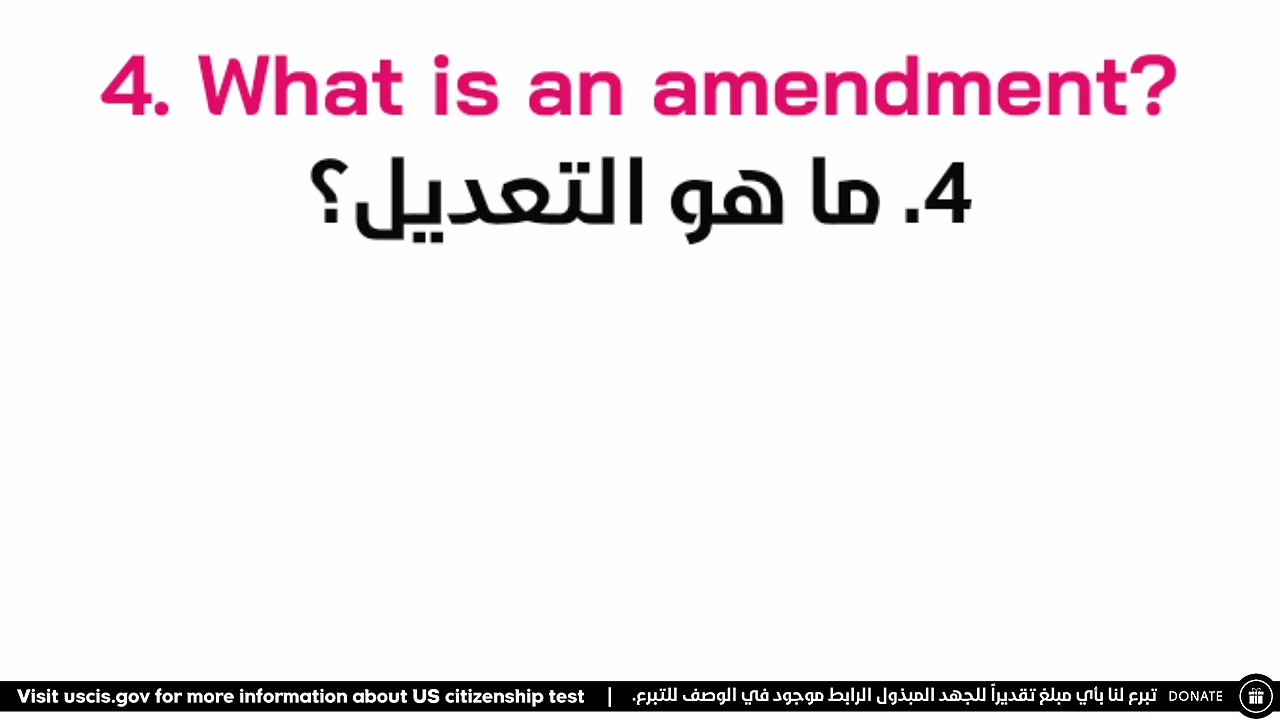 4. What is an amendment?
4. ما هو التعديل؟
Visit uscis.gov for more information about US citizenship test | تبرع لنا بأي مبلغ تقديراً للجهد المبذول الرابط موجود في الوصف للتبرع. DONATE